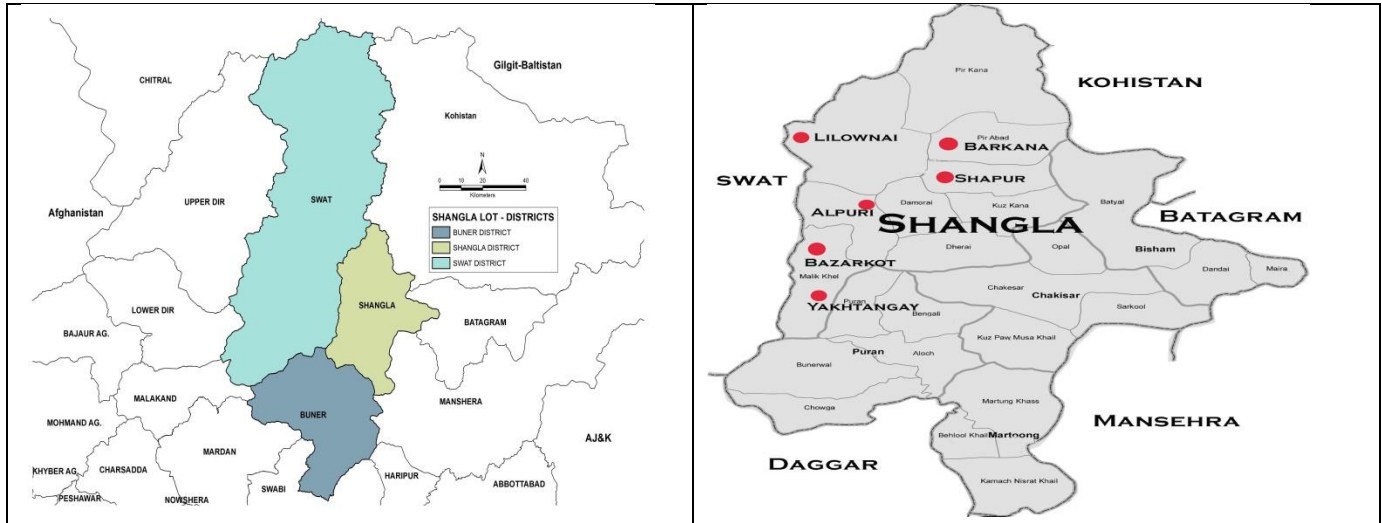 CHITRAL
Gilgit-Baltistan
Kohistan
UPPER DIR
Afghanistan
SWAT
N
0 10 20 40
Kilometers
SHANGLA LOT - DISTRICTS
BUNER DISTRICT
SHANGLA DISTRICT
SWAT DISTRICT
SHANGLA
LOWER DIR
BAJAUR AG.
BATAGRAM
MALAKAND
BUNER
MANSHERA
MOHMAND AG.
MARDAN
AJ&K
KHYBER AG.
CHARSADDA
PESHAWAR
NOWSHERA
SWABI
HARIPUR
ABBOTTABAD
Pir Kana
KOHISTAN
LILOWNAI
Pir Abad
BARKANA
SWAT
SHAPUR
ALPURI
Damorai
Kuz Kana
Batyal
BATAGRAM
SHANGLA
Dherai
Opal
Bisham
BAZARKOT
Malik Khel
Dandai
Maira
Chakesar
Chakisar
Puran
YAKHTANGAY
Bengali
Sarkool
Kuz Paw Musa Khail
Puran
Aloch
Bunerwal
Chowga
Martung Khass
MANSEHRA
Behlool Khail
Martoong
DAGGAR
Kamach Nisrat Khail